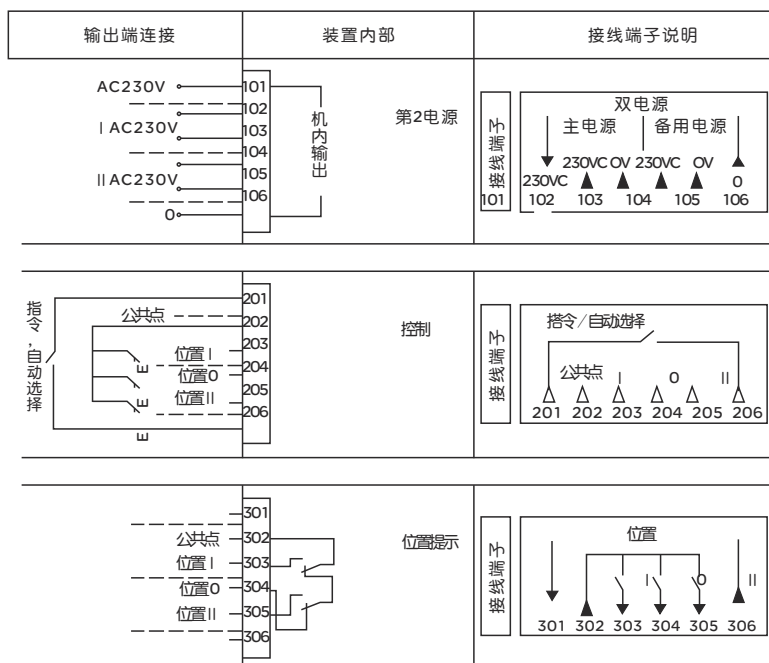 输出端连接
装置内部
接线端子说明
AC230V
I AC230V
II AC230V
0
101
102
103
104
105
106
机内输出
第2电源
接线端子
双电源
主电源
备用电源
230VC 0V 230VC 0V
230VC
0
101 102 103 104 105 106
指令,自动选择
公共点
位置 I
位置0
位置II
E
E
E
201
202
203
204
205
206
控制
接线端子
搭令/自动选择
公共点 I 0 II
201 202 203 204 205 206
公共点
位置 I
位置0
位置II
301
302
303
304
305
306
位置提示
接线端子
位置
I 0 II
301 302 303 304 305 306